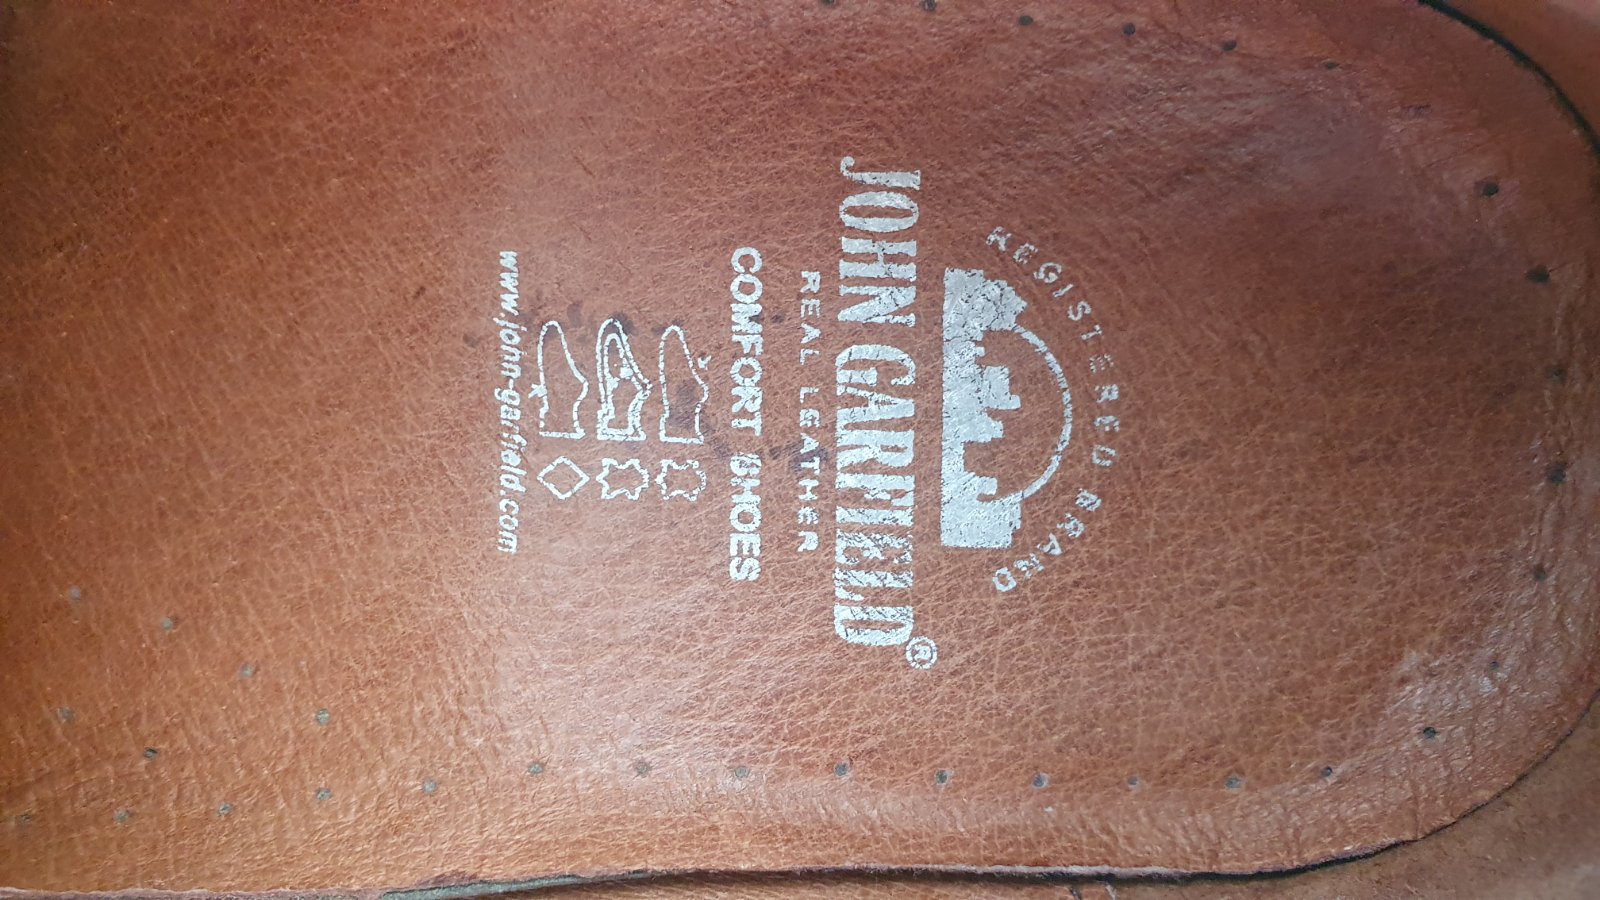 REGISTERED BRAND
JOHN GARFIELD®
REAL LEATHER
COMFORT SHOES
www.john-garfield.com